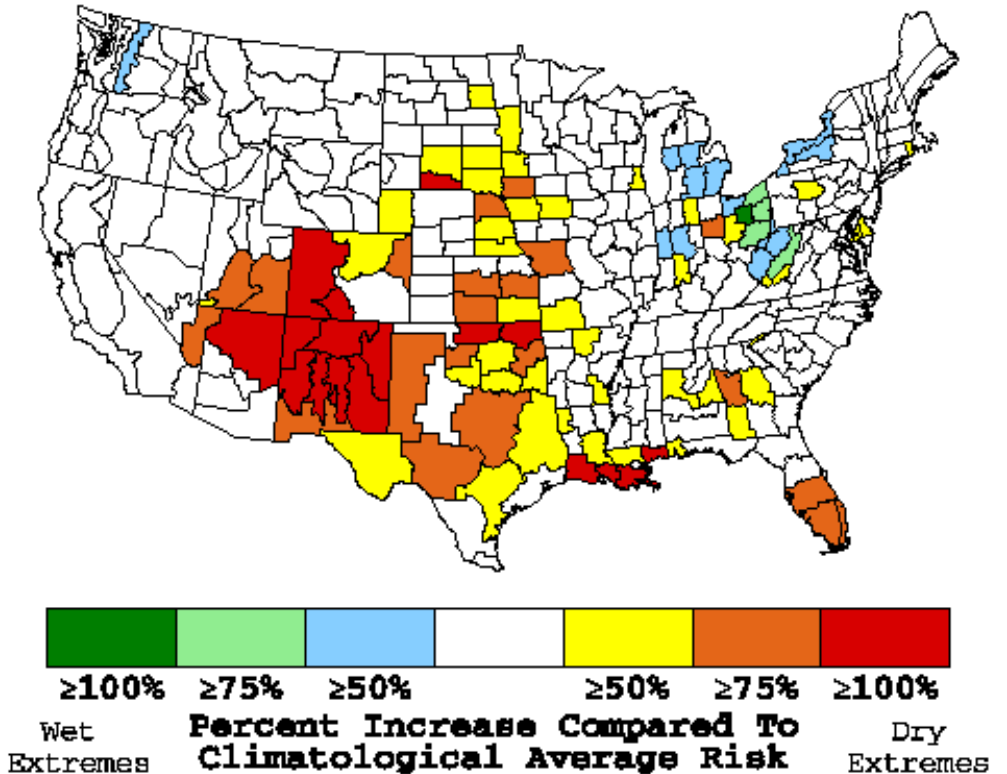 ≥100% ≥75% ≥50% ≥50% ≥75% ≥100%
Wet Extremes
Percent Increase Compared To
Climatological Average Risk
Dry Extremes